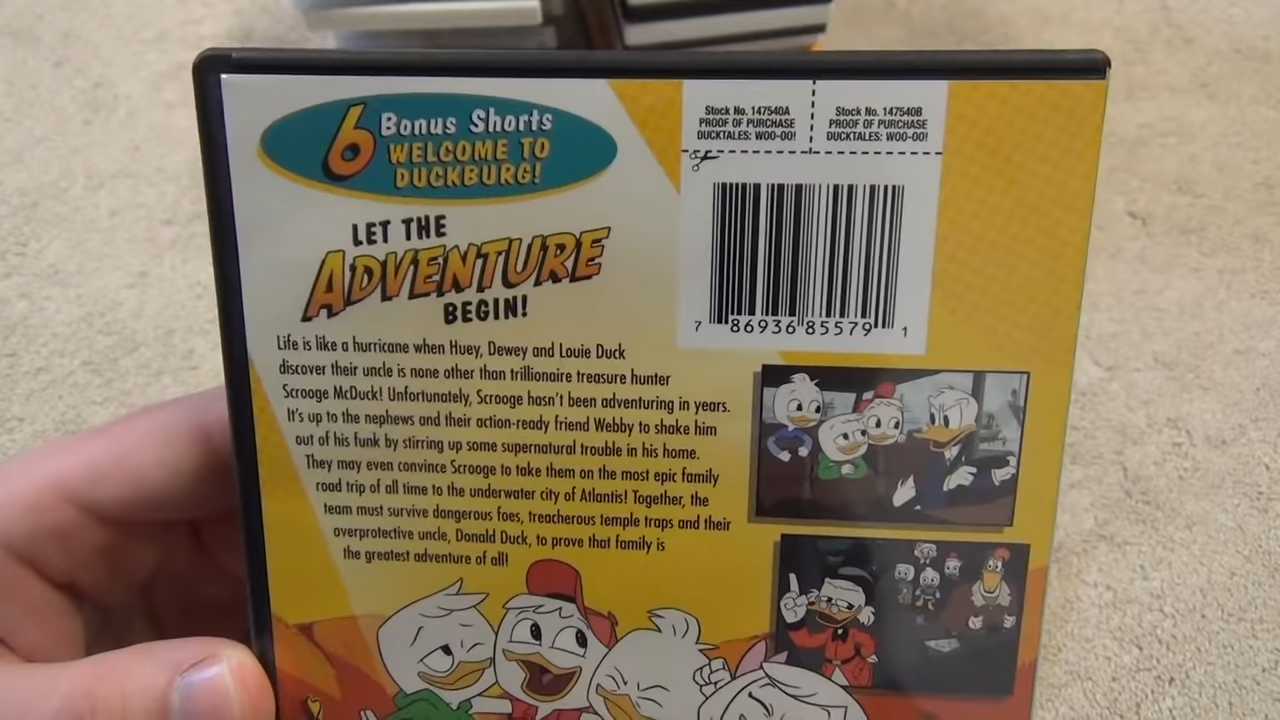 6 Bonus Shorts
WELCOME TO
DUCKBURG!
LET THE
ADVENTURE
BEGIN!
Life is like a hurricane when Huey, Dewey and Louie Duck
discover their uncle is none other than trillionaire treasure hunter
Scrooge McDuck! Unfortunately, Scrooge hasn't been adventuring in years.
It's up to the nephews and their action-ready friend Webby to shake him
out of his funk by stirring up some supernatural trouble in his home.
They may even convince Scrooge to take them on the most epic family
road trip of all time to the underwater city of Atlantis! Together, the
team must survive dangerous foes, treacherous temple traps and their
overprotective uncle, Donald Duck, to prove that family is
the greatest adventure of all!
Stock No. 147540A
PROOF OF PURCHASE
DUCKTALES: WOO-OO!
Stock No. 147540B
PROOF OF PURCHASE
DUCKTALES: WOO-OO!
7 86936 85579 1